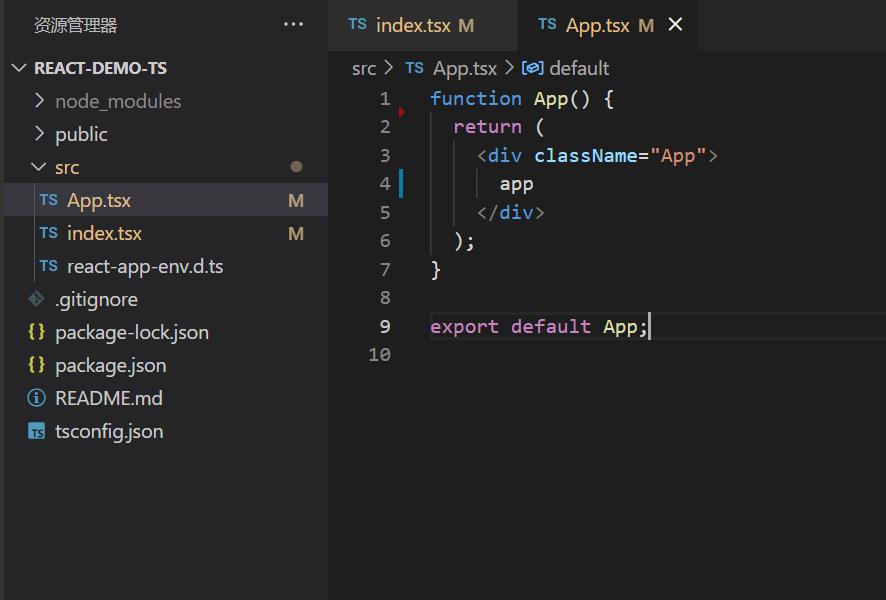 资源管理器 ···
REACT-DEMO-TS
node_modules
public
src
TS App.tsx M
TS index.tsx M
TS react-app-env.d.ts
.gitignore
{} package-lock.json
{} package.json
README.md
TS tsconfig.json
TS index.tsx M TS App.tsx M
src > TS App.tsx > default
1 function App() {
2 return (
3 <div className="App">
4 app
5 </div>
6 );
7 }
8
9 export default App;
10